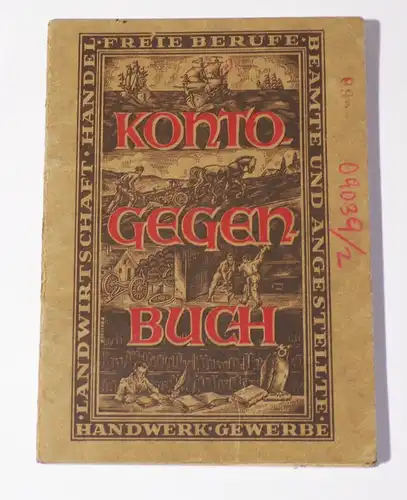 · FREIE BERUFE ·
KONTO
GEGEN
BUCH
BEAMTE UND ANGESTELLTE ·
HANDWERK · GEWERBE
· LANDWIRTSCHAFT · HANDEL
04039/2